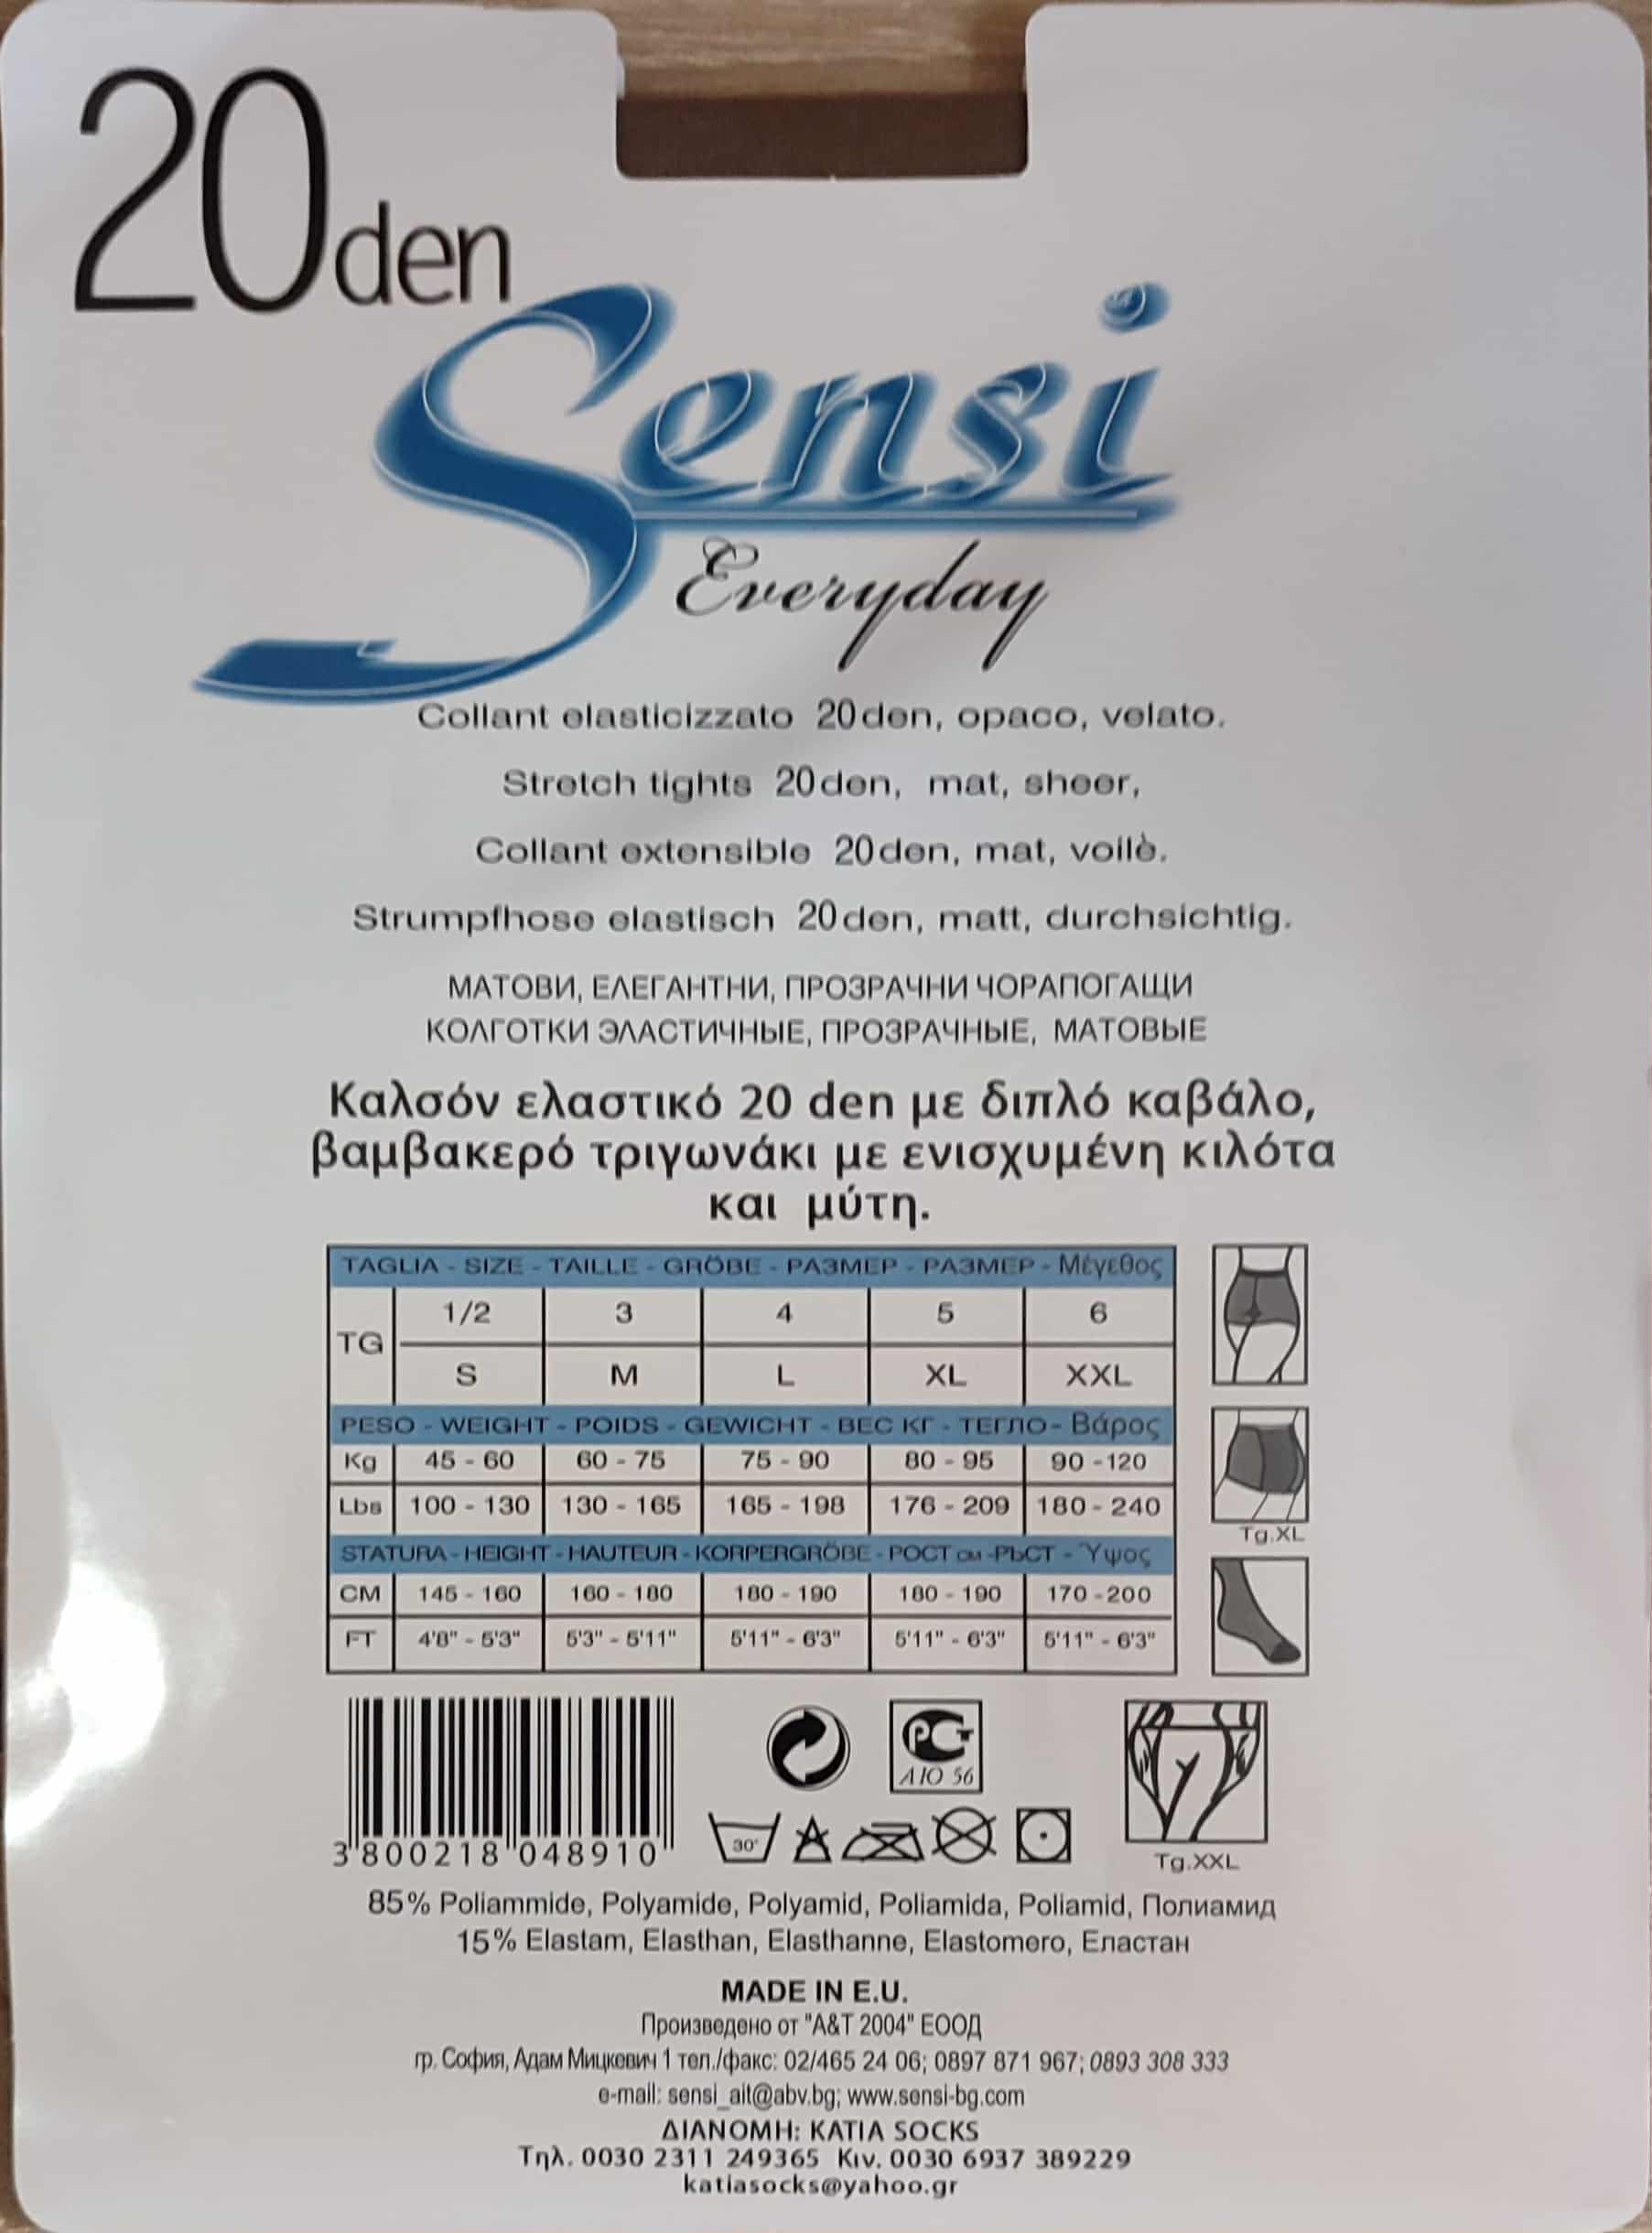 20den
Sensi
Everyday
Collant elasticizzato 20den, opaco, velato.
Stretch tights 20den, mat, sheer,
Collant extensible 20den, mat, voilè.
Strumpfhose elastisch 20den, matt, durchsichtig.
МАТОВИ, ЕЛЕГАНТНИ, ПРОЗРАЧНИ ЧОРАПОГАЩИ
КОЛГОТКИ ЭЛАСТИЧНЫЕ, ПРОЗРАЧНЫЕ, МАТОВЫЕ
Καλσόν ελαστικό 20 den με διπλό καβάλο,
βαμβακερό τριγωνάκι με ενισχυμένη κιλότα
και μύτη.
TAGLIA - SIZE - TAILLE - GRÖBE - РАЗМЕР - РАЗМЕР - Μέγεθος
TG 1/2 3 4 5 6
S M L XL XXL
PESO - WEIGHT - POIDS - GEWICHT - ВЕС КГ - ТЕГЛО - Βάρος
Kg 45 - 60 60 - 75 75 - 90 80 - 95 90 -120
Lbs 100 - 130 130 - 165 165 - 198 176 - 209 180 - 240
Tg.XL
STATURA - HEIGHT - HAUTEUR - KORPERGRÖBE - РОСТ см -РЬСТ - Ύψος
CM 145 - 160 160 - 180 180 - 190 180 - 190 170 -200
FT 4'8" - 5'3" 5'3" - 5'11" 5'11" - 6'3" 5'11" - 6'3" 5'11" - 6'3"
РСТ
АЮ 56
30°
3 800218 048910
Tg.XXL
85% Poliammide, Polyamide, Polyamid, Poliamida, Poliamid, Полиамид
15% Elastam, Elasthan, Elasthanne, Elastomero, Еластан
MADE IN E.U.
Произведено от "A&T 2004" ЕООД
гр. София, Адам Мицкевич 1 тел./факс: 02/465 24 06; 0897 871 967; 0893 308 333
e-mail: sensi_ait@abv.bg; www.sensi-bg.com
ΔΙΑΝΟΜΗ: KATIA SOCKS
Τηλ. 0030 2311 249365 Κιν. 0030 6937 389229
katiasocks@yahoo.gr